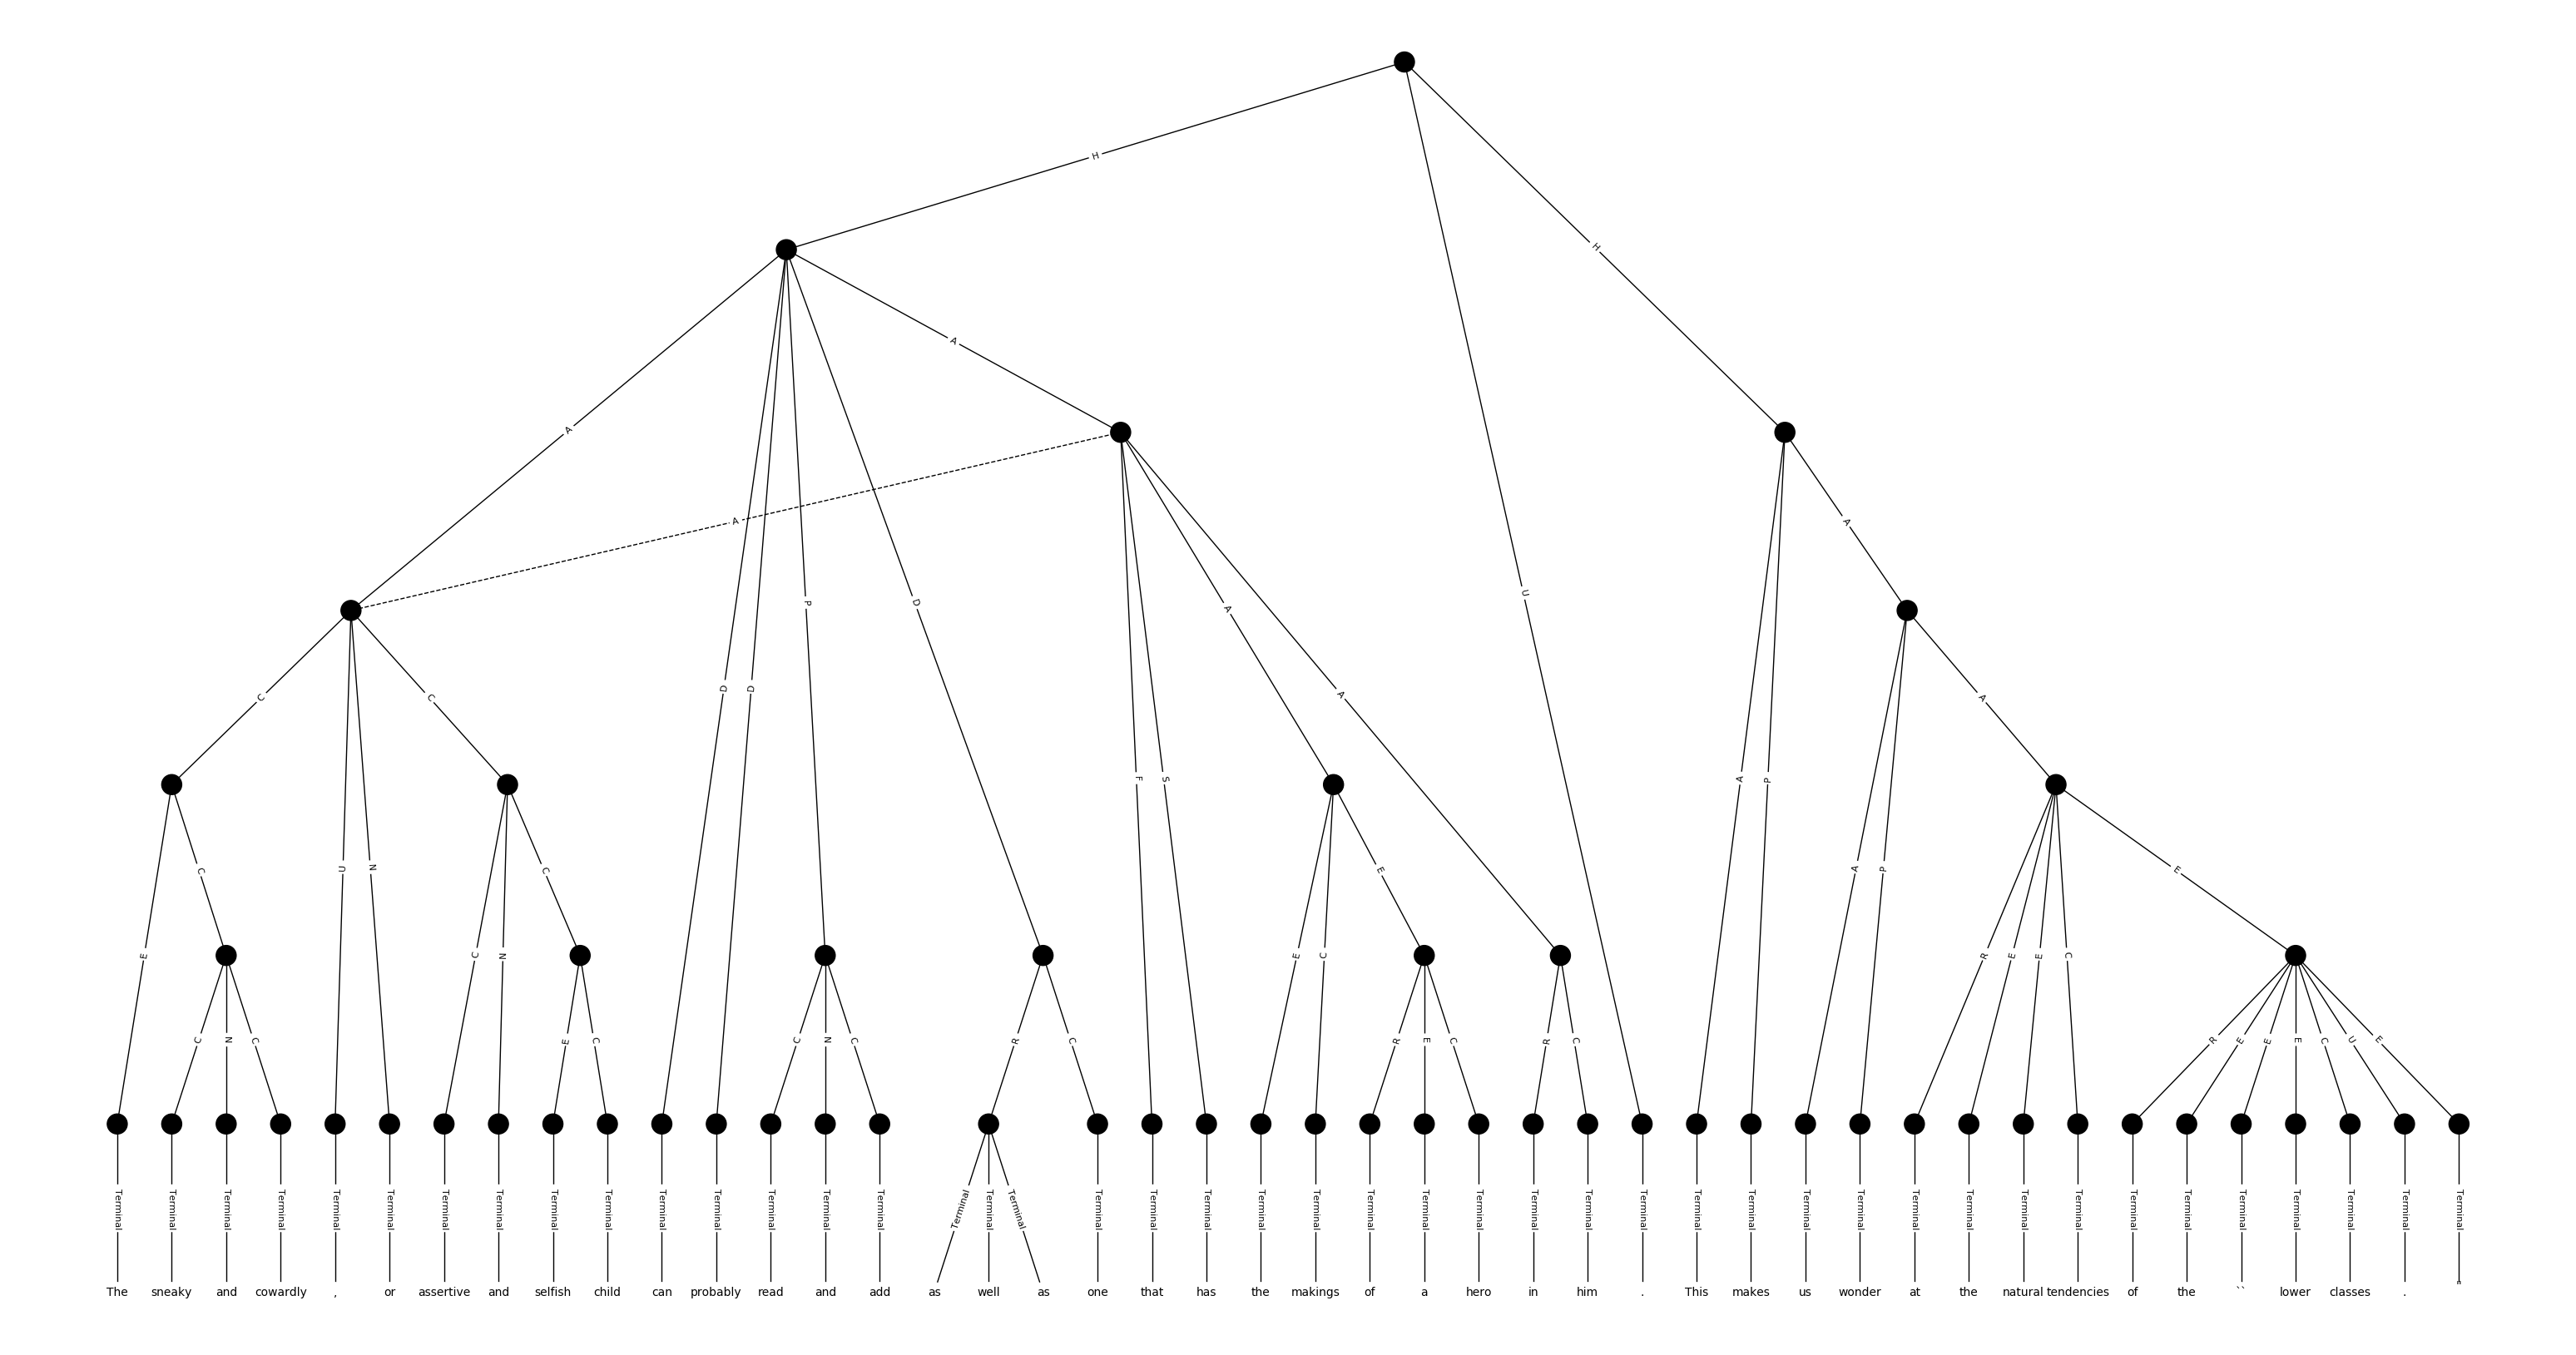 H
H
A
A
A
A
D
D
P
D
U
A
C
C
A
A
F
S
A
P
C
U
N
C
E
A
P
E
E
C
N
E
C
R
E
E
C
C
N
C
E
C
C
N
C
R
C
R
E
C
R
C
R
E
E
E
C
U
E
Terminal Terminal Terminal Terminal Terminal Terminal Terminal Terminal Terminal Terminal Terminal Terminal Terminal Terminal Terminal Terminal Terminal Terminal Terminal Terminal Terminal Terminal Terminal Terminal Terminal Terminal Terminal Terminal Terminal Terminal Terminal Terminal Terminal Terminal Terminal Terminal Terminal Terminal Terminal Terminal Terminal Terminal Terminal Terminal
The sneaky and cowardly , or assertive and selfish child can probably read and add as well as one that has the makings of a hero in him . This makes us wonder at the natural tendencies of the `` lower classes . "